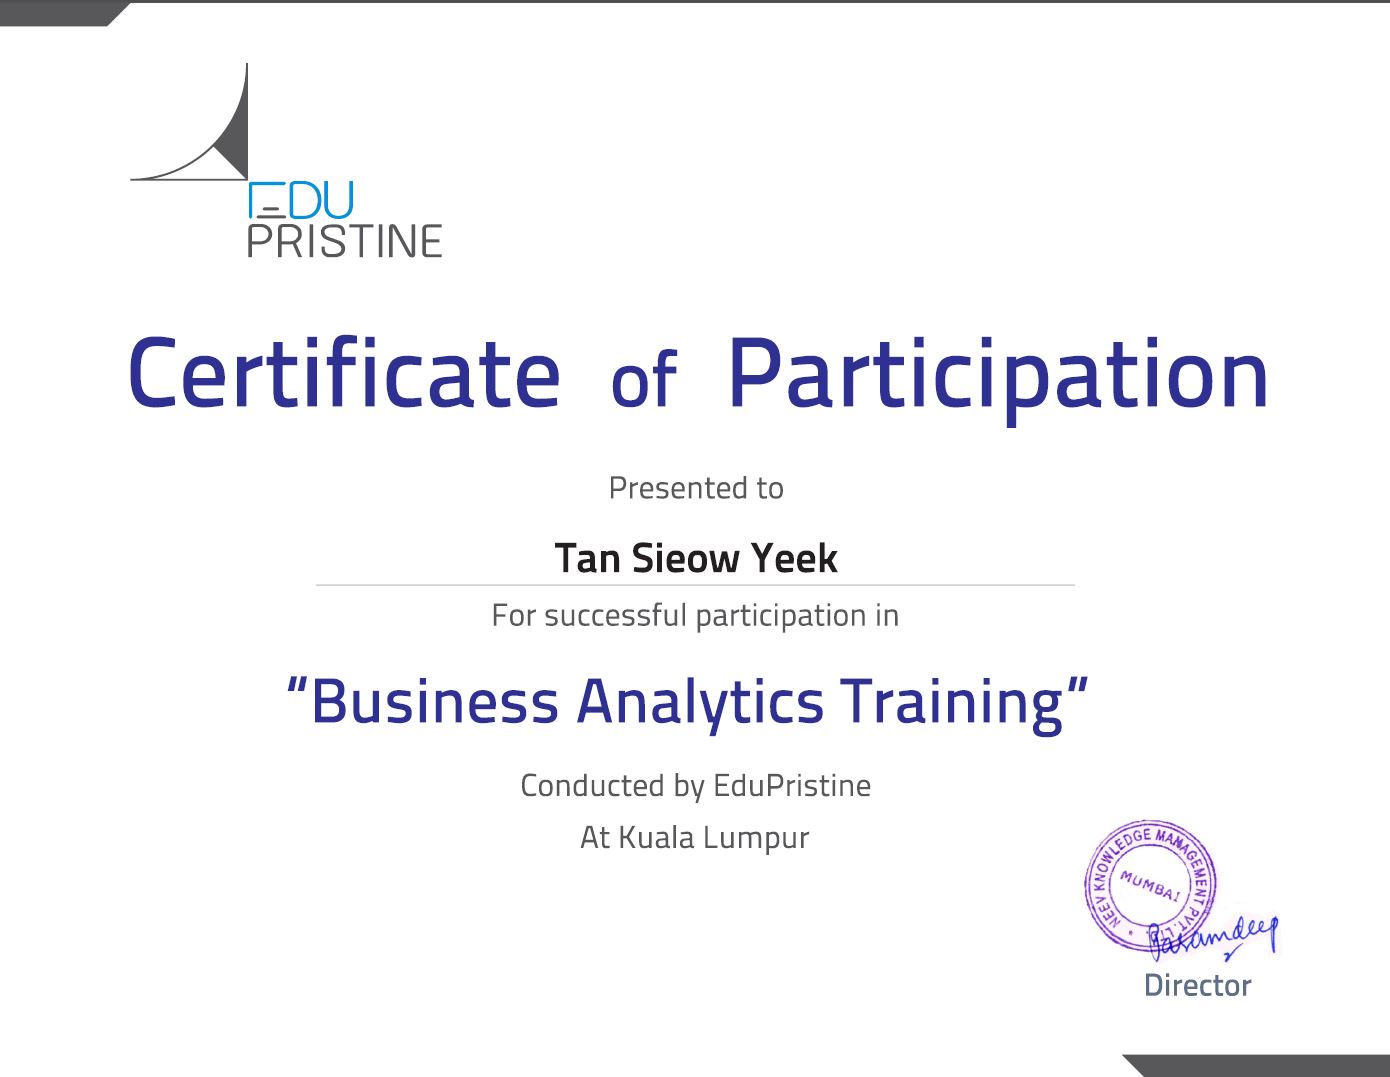 EDU
PRISTINE
Certificate of Participation
Presented to
Tan Sieow Yeek
For successful participation in
“Business Analytics Training”
Conducted by EduPristine
At Kuala Lumpur
NEEV KNOWLEDGE MANAGEMENT PVT. LTD.
MUMBAI
Paramdeep
Director